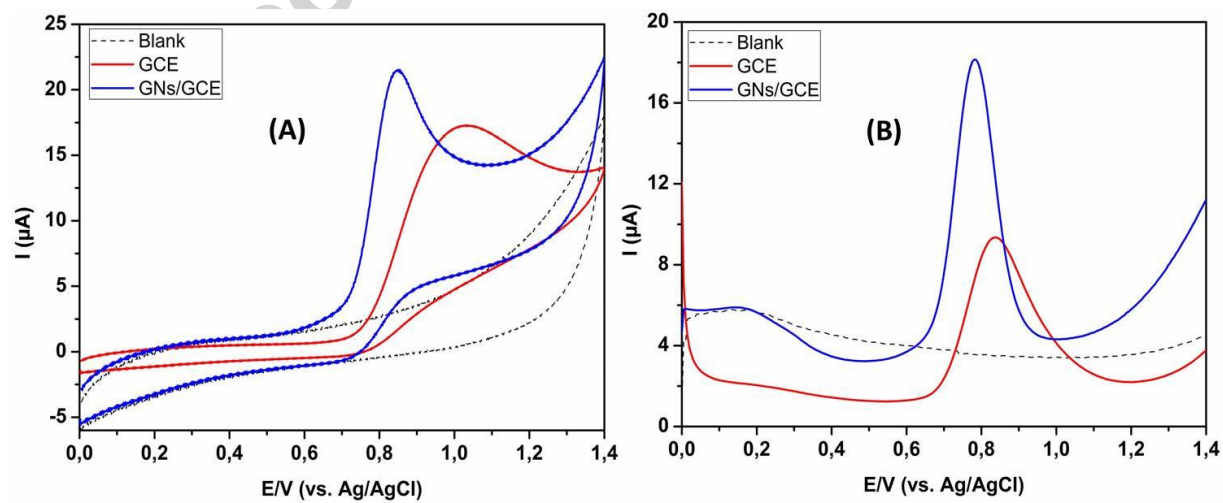 25
20
15
10
5
0
-5
I (µA)
Blank
GCE
GNs/GCE
(A)
0,0 0,2 0,4 0,6 0,8 1,0 1,2 1,4
E/V (vs. Ag/AgCl)
20
16
12
8
4
0
I (µA)
Blank
GCE
GNs/GCE
(B)
0,0 0,2 0,4 0,6 0,8 1,0 1,2 1,4
E/V (vs. Ag/AgCl)